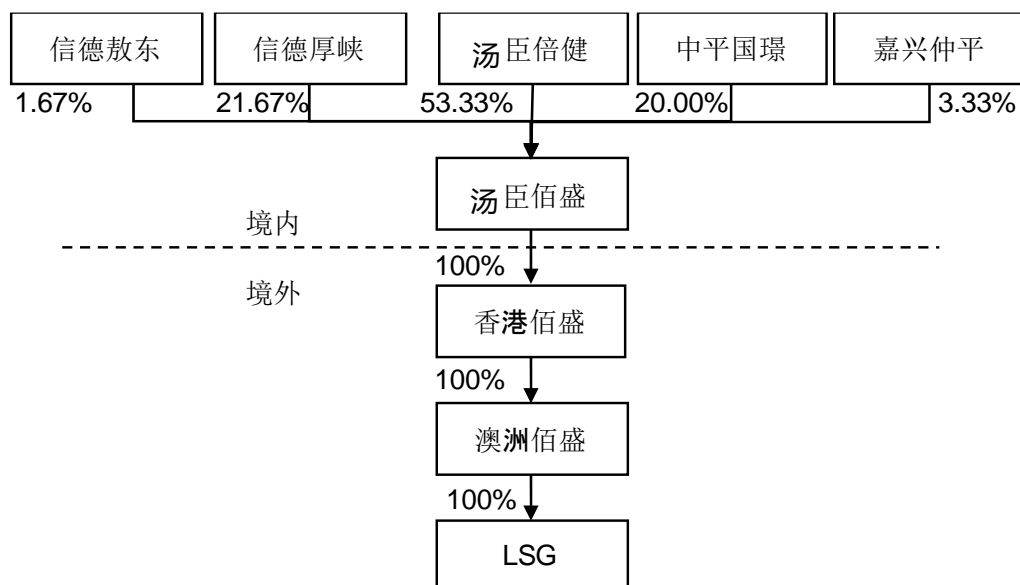 信德敖东 信德厚峡 汤臣倍健 中平国璟 嘉兴仲平
1.67% 21.67% 53.33% 20.00% 3.33%
汤臣佰盛
境内
100%
境外
香港佰盛
100%
澳洲佰盛
100%
LSG